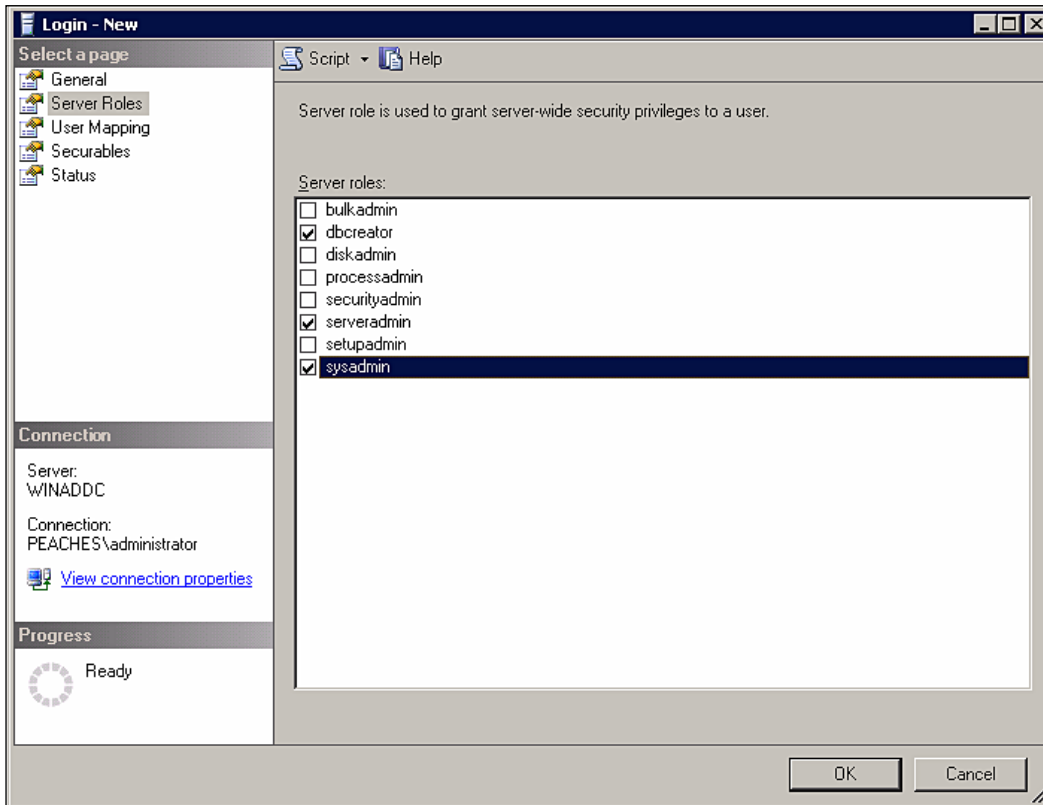 Login - New
Select a page
General
Server Roles
User Mapping
Securables
Status
Connection
Server:
WINADDC
Connection:
PEACHES\administrator
View connection properties
Progress
Ready
Script Help
Server role is used to grant server-wide security privileges to a user.
Server roles:
bulkadmin
dbcreator
diskadmin
processadmin
securityadmin
serveradmin
setupadmin
sysadmin
OK Cancel